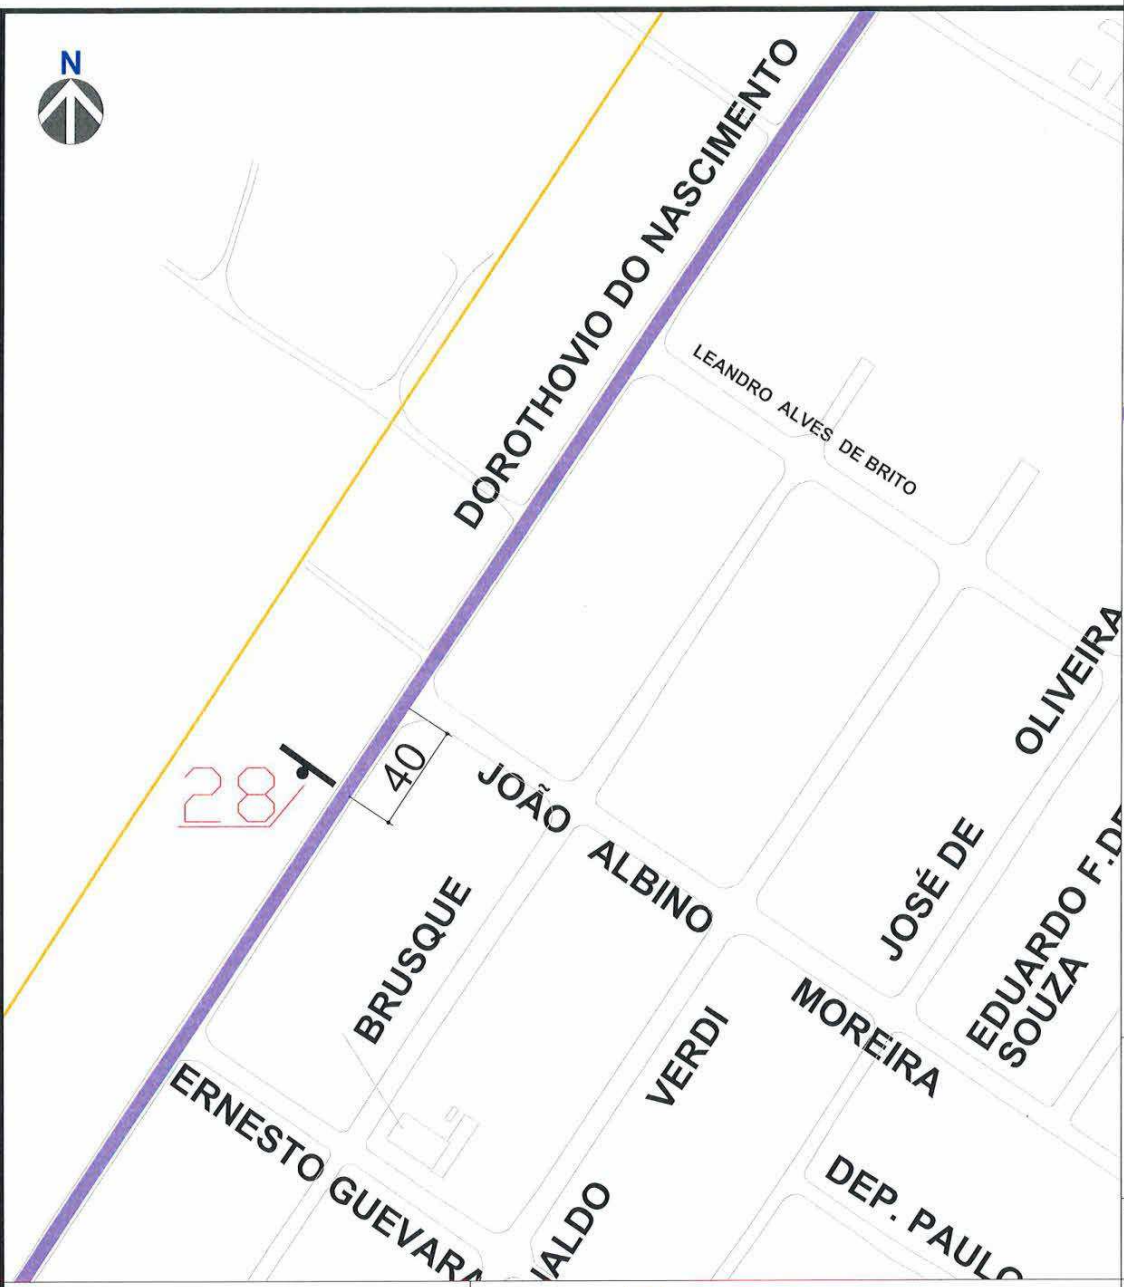 N
DOROTHOVIO DO NASCIMENTO
LEANDRO ALVES DE BRITO
OLIVEIRA
28
40
JOÃO ALBINO
MOREIRA
JOSÉ DE
EDUARDO F.DE
SOUZA
BRUSQUE
VERDI
ERNESTO GUEVARA
DEP. PAULO